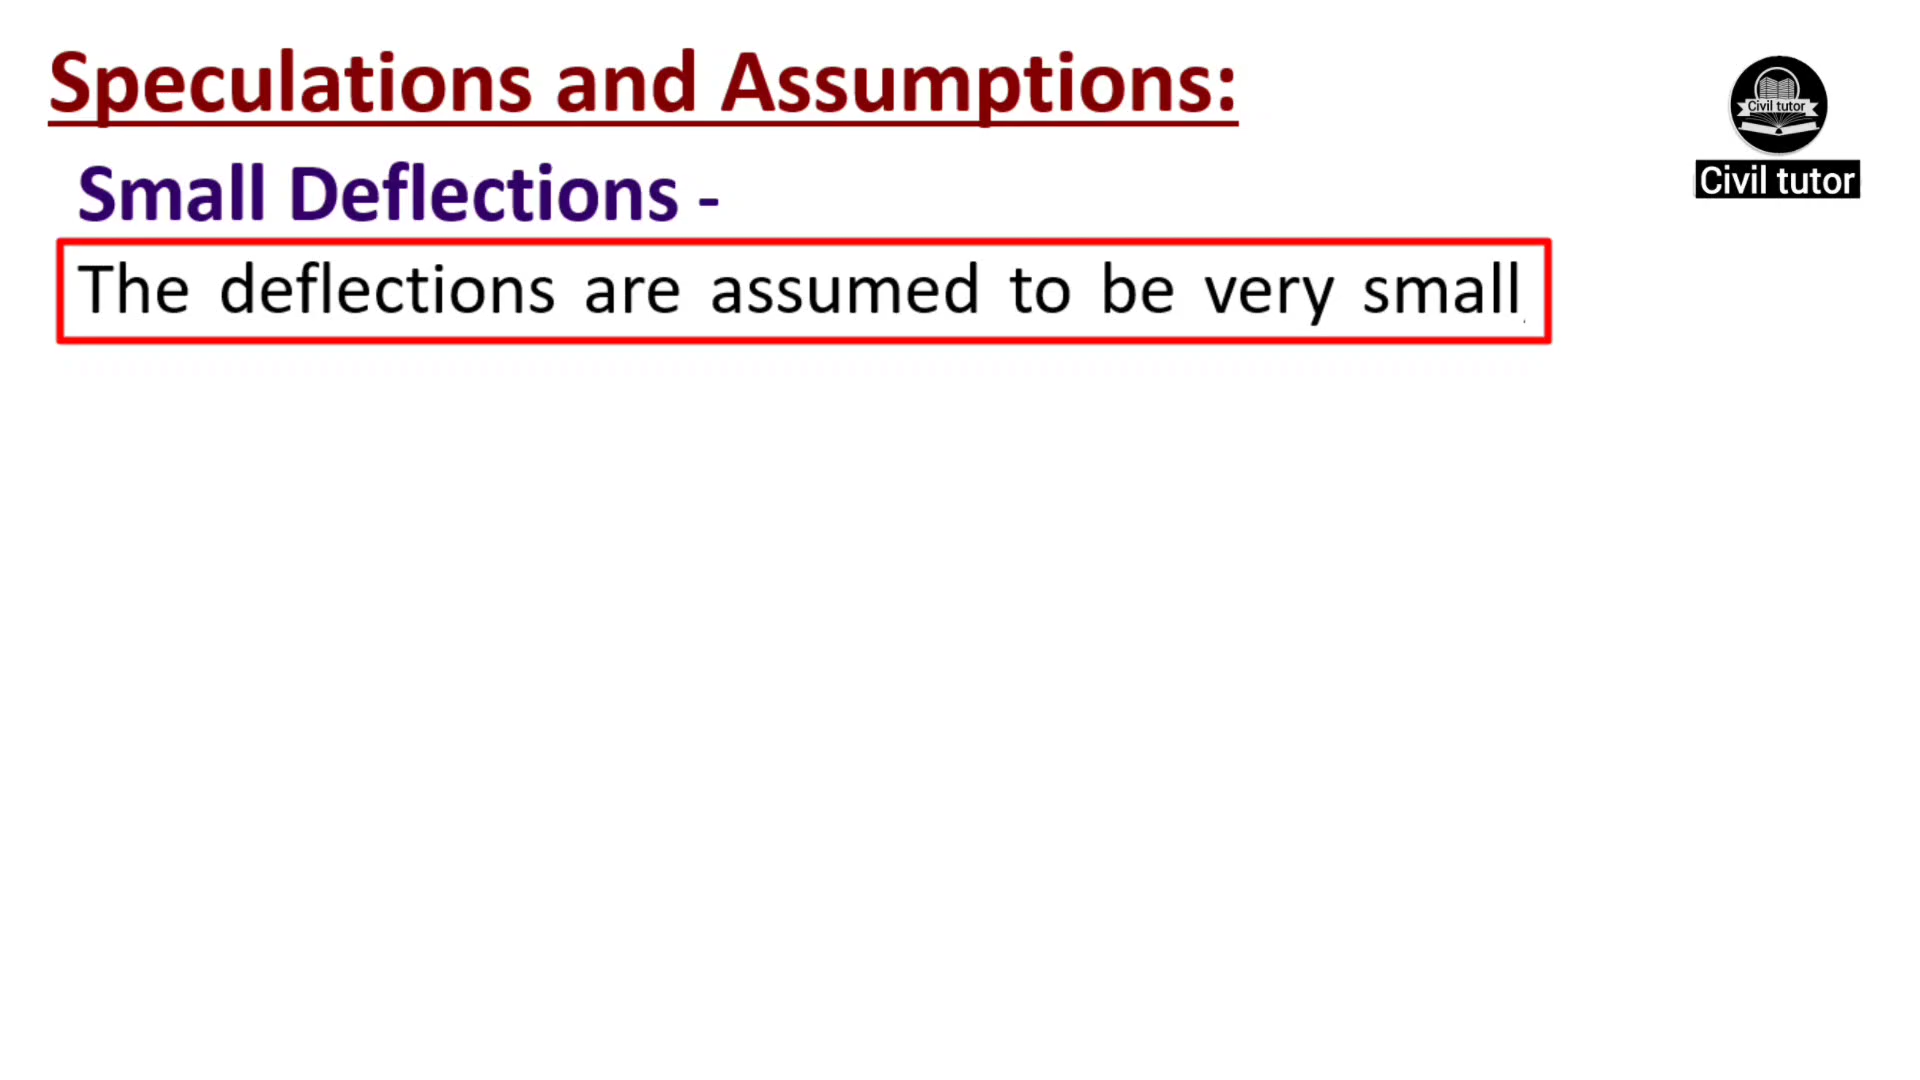 Speculations and Assumptions:
Civil tutor
Civil tutor
Small Deflections -
The deflections are assumed to be very small